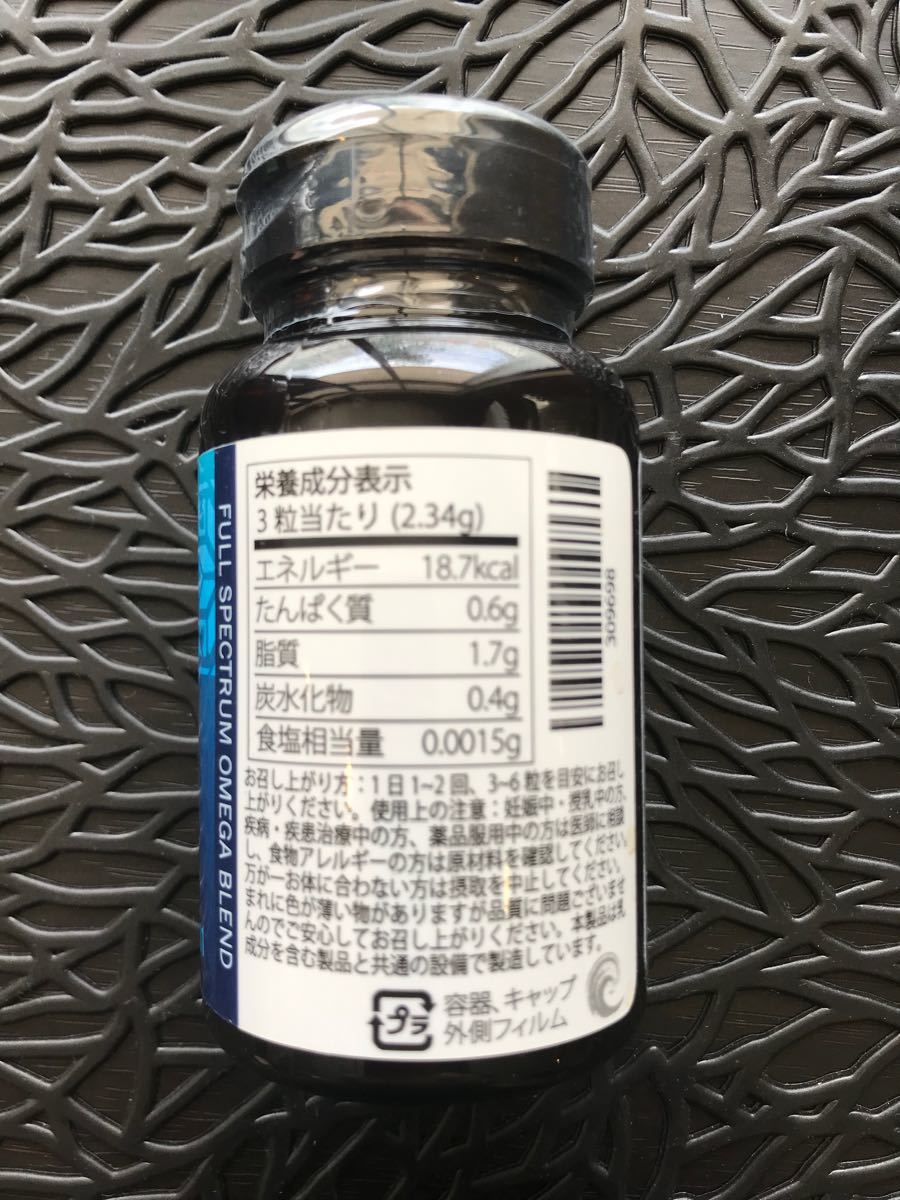 FULL SPECTRUM OMEGA BLEND
栄養成分表示
3粒当たり (2.34g)
エネルギー 18.7kcal
たんぱく質 0.6g
脂質 1.7g
炭水化物 0.4g
食塩相当量 0.0015g
お召し上がり方:1日1~2回、3~6粒を目安にお召し
上がりください。使用上の注意:妊娠中・授乳中の方、
疾病・疾患治療中の方、薬品服用中の方は医師に相談
し、食物アレルギーの方は原材料を確認してください。
万が一お体に合わない方は摂取を中止してください。
まれに色が薄い物がありますが品質に問題ございませ
んのでご安心してお召し上がりください。本製品は乳
成分を含む製品と共通の設備で製造しています。
プラ
容器、キャップ
外側フィルム
309698